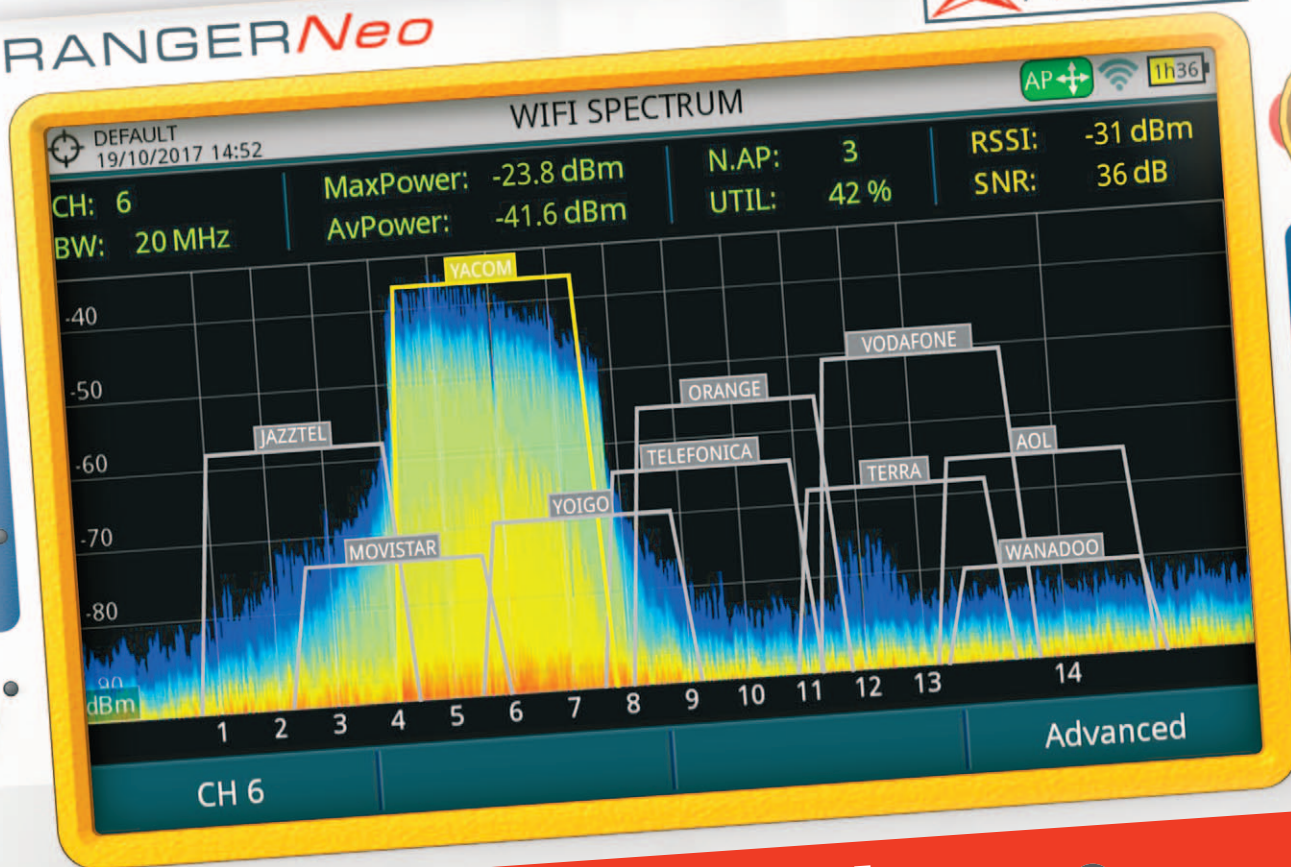 RANGERNeo
DEFAULT
19/10/2017 14:52
WIFI SPECTRUM
AP
1h36
CH: 6
BW: 20 MHz
MaxPower: -23.8 dBm
AvPower: -41.6 dBm
N.AP: 3
UTIL: 42 %
RSSI: -31 dBm
SNR: 36 dB
YACOM
VODAFONE
ORANGE
JAZZTEL
TELEFONICA
AOL
TERRA
YOIGO
MOVISTAR
WANADOO
-40
-50
-60
-70
-80
-90
dBm
1 2 3 4 5 6 7 8 9 10 11 12 13 14
CH 6
Advanced